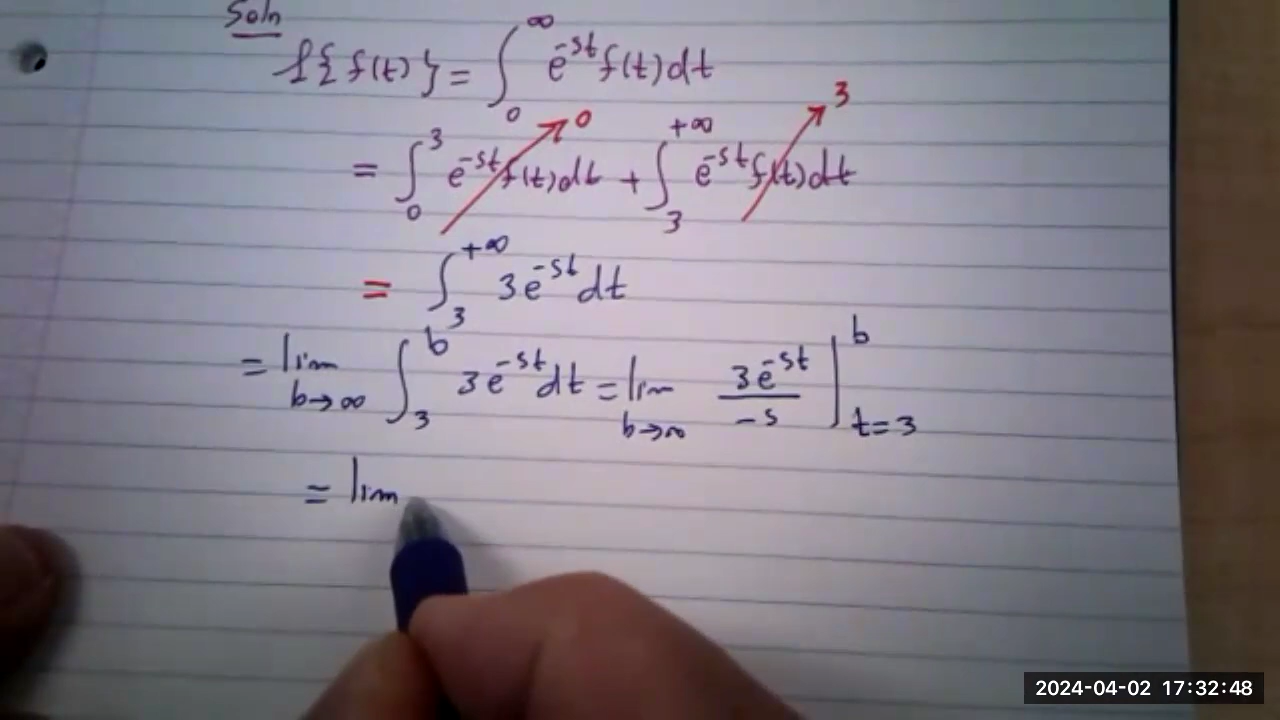 Soln
ℒ{f(t)} = ∫₀^∞ e^{-st} f(t) dt
= ∫₀³ e^{-st} f(t) dt → 0 + ∫₃^{+∞} e^{-st} f(t) dt → 3
= ∫₃^{+∞} 3e^{-st} dt
= lim_{b→∞} ∫₃^b 3e^{-st} dt = lim_{b→∞} 3e^{-st}/-s |_{t=3}^b
= lim
2024-04-02 17:32:48